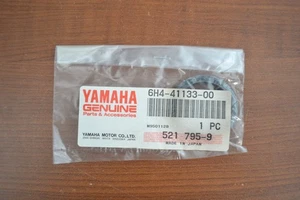 YAMAHA
GENUINE
Parts & Accessories
YAMAHA MOTOR CO.,LTD.
6H4-41133-00
1 PC
521 795-9
MADE IN JAPAN